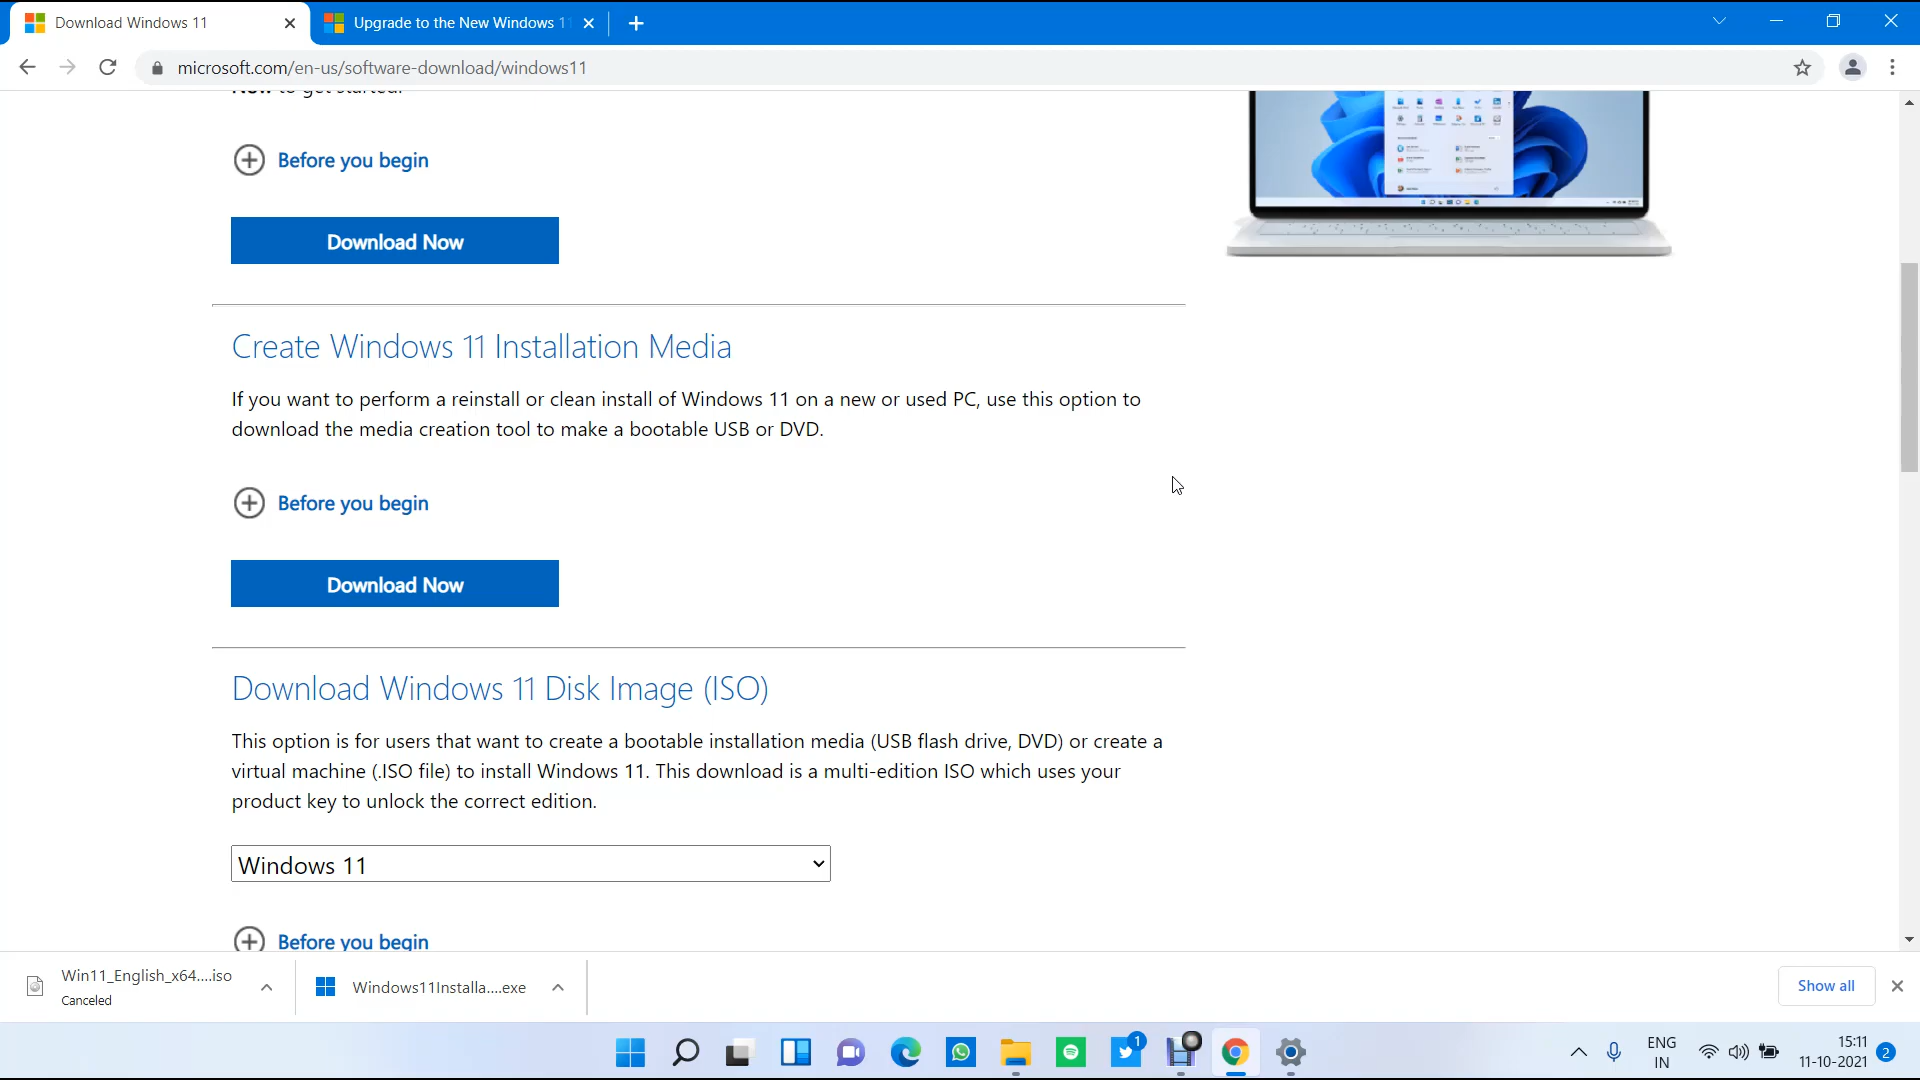 Download Windows 11
Upgrade to the New Windows 1
microsoft.com/en-us/software-download/windows11
Now to get started.
Before you begin
Download Now
Create Windows 11 Installation Media
If you want to perform a reinstall or clean install of Windows 11 on a new or used PC, use this option to
download the media creation tool to make a bootable USB or DVD.
Before you begin
Download Now
Download Windows 11 Disk Image (ISO)
This option is for users that want to create a bootable installation media (USB flash drive, DVD) or create a
virtual machine (.ISO file) to install Windows 11. This download is a multi-edition ISO which uses your
product key to unlock the correct edition.
Windows 11
Before you begin
Win11_English_x64....iso
Canceled
Windows11Installa....exe
Show all
1
ENG
IN
15:11
11-10-2021
2